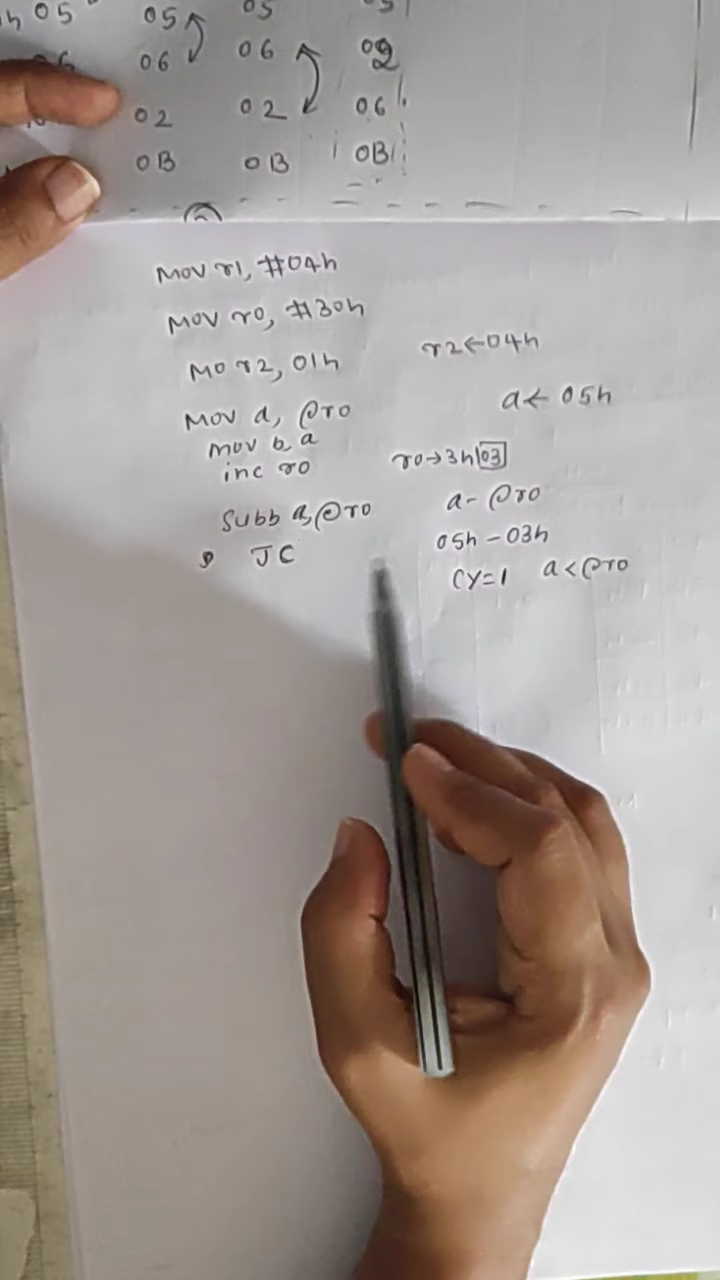 05 05 05
06 06 06 02
02 02 06
0B 0B 0B
Mov r1, #04h
Mov r0, #30h
Mo r2, 01h r2←04h
Mov a, @r0 a← 05h
mov b, a
inc r0 r0→3h 03
Subb a, @r0 a-@r0
05h-03h
JC CY=1 a<@r0